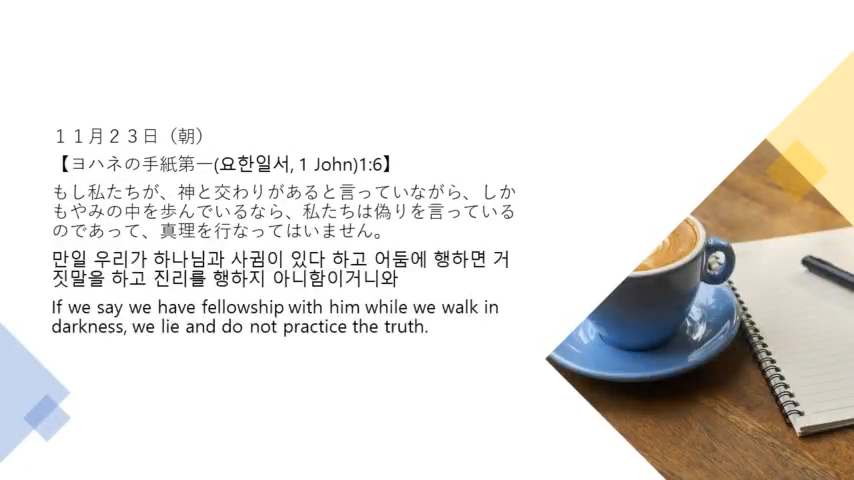 １１月２３日（朝）
【ヨハネの手紙第一(요한일서, 1 John)1:6】
もし私たちが、神と交わりがあると言っていながら、しか
もやみの中を歩んでいるなら、私たちは偽りを言っている
のであって、真理を行なってはいません。
만일 우리가 하나님과 사귐이 있다 하고 어둠에 행하면 거
짓말을 하고 진리를 행하지 아니함이거니와
If we say we have fellowship with him while we walk in
darkness, we lie and do not practice the truth.